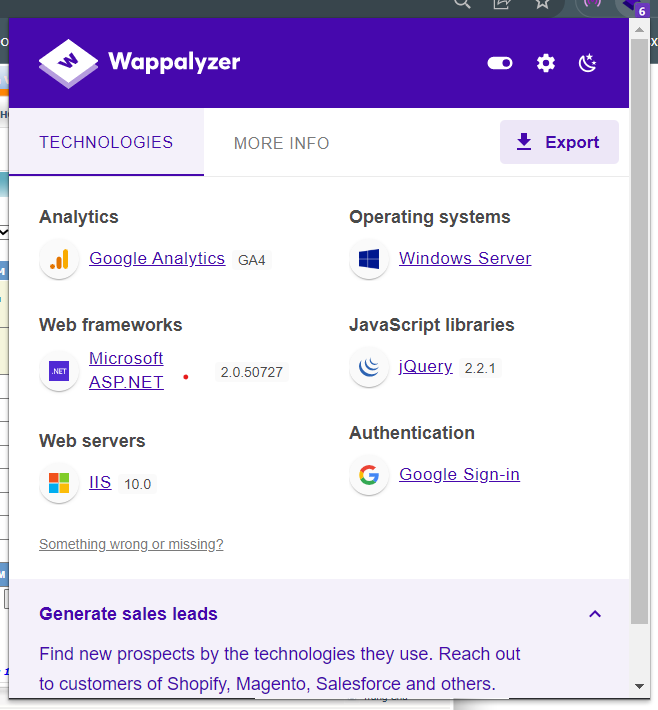 6
Wappalyzer
TECHNOLOGIES
MORE INFO
Export
Analytics
Google Analytics GA4
Operating systems
Windows Server
Web frameworks
.NET
Microsoft
ASP.NET
2.0.50727
JavaScript libraries
jQuery 2.2.1
Web servers
IIS 10.0
Authentication
Google Sign-in
Something wrong or missing?
Generate sales leads
Find new prospects by the technologies they use. Reach out
to customers of Shopify, Magento, Salesforce and others.